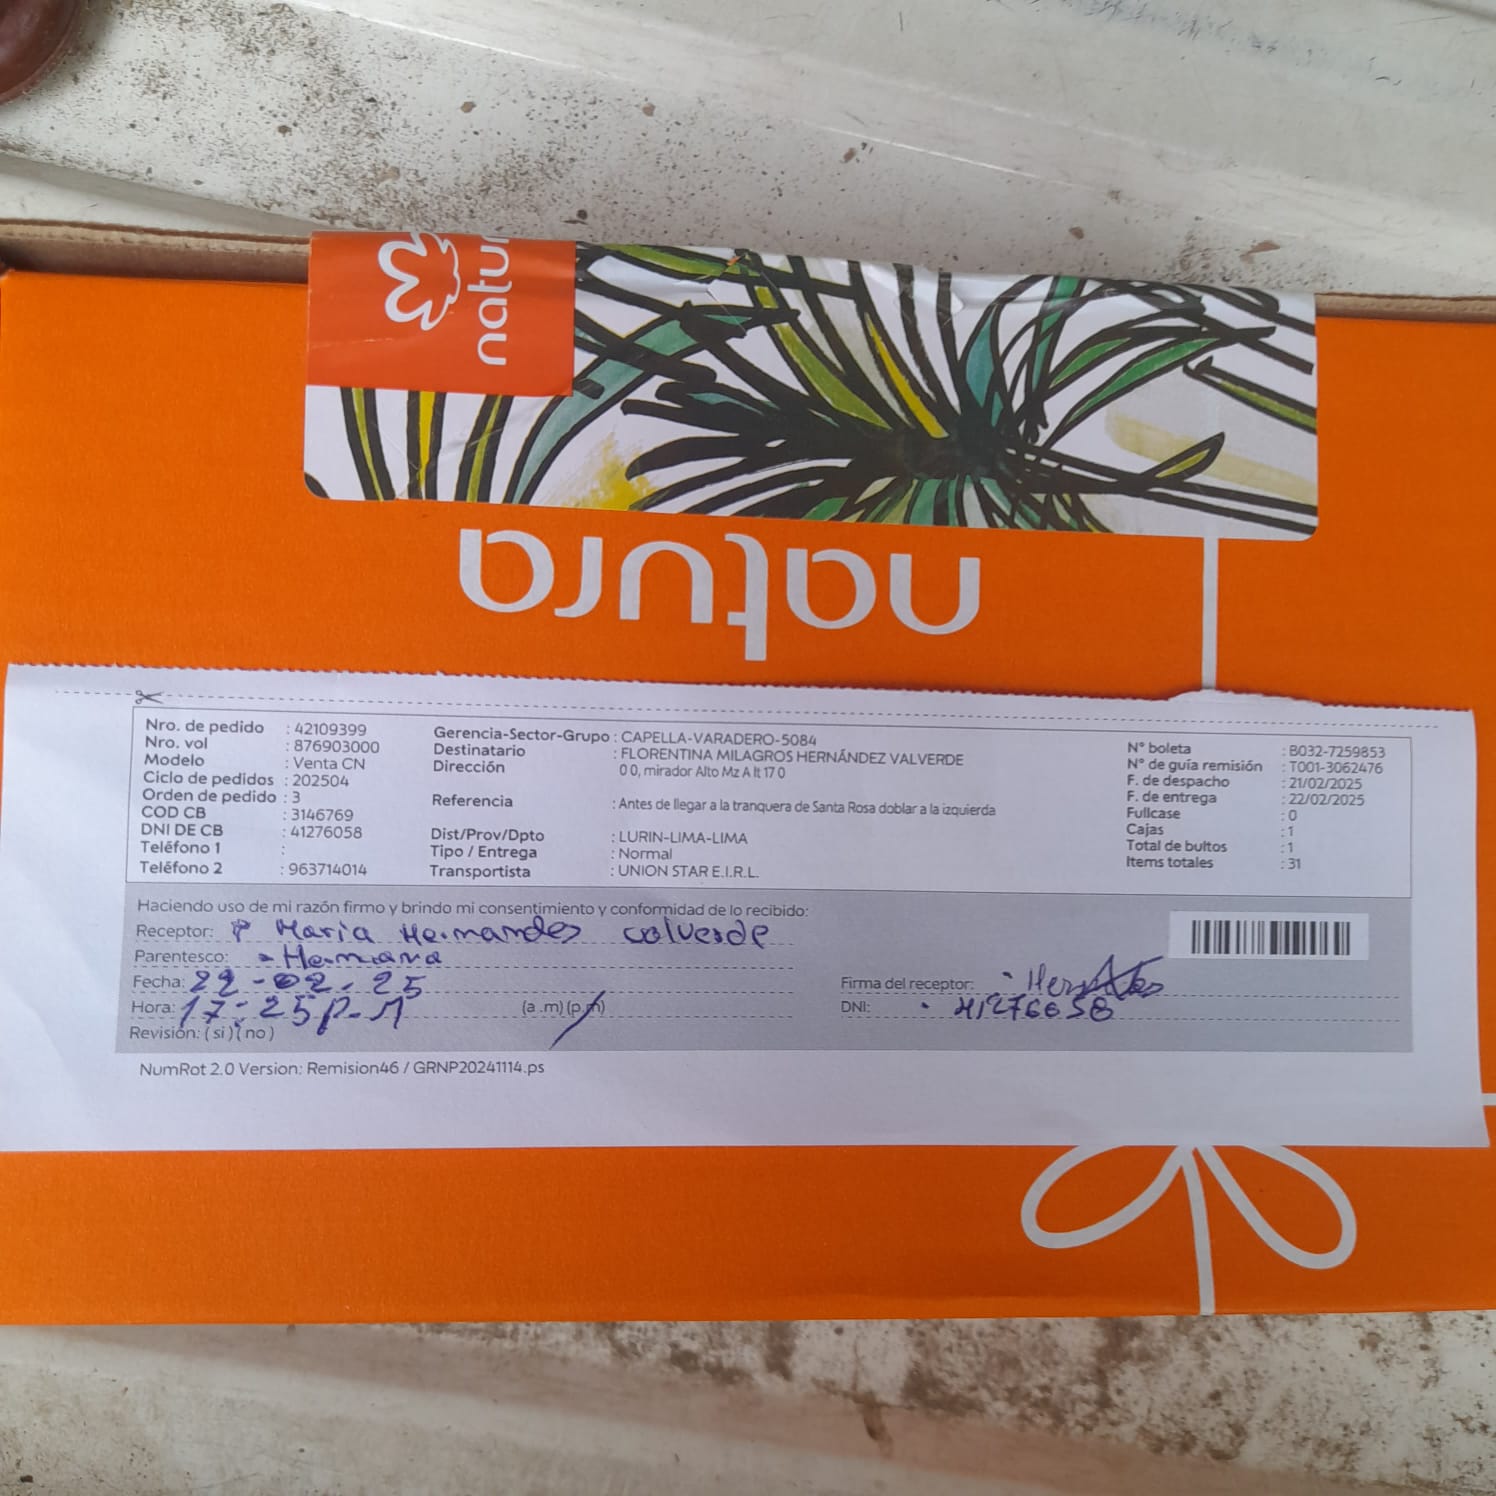 natura
natura
Nro. de pedido : 42109399
Nro. vol : 876903000
Modelo : Venta CN
Ciclo de pedidos : 202504
Orden de pedido : 3
COD CB : 3146769
DNI DE CB : 41276058
Teléfono 1 :
Teléfono 2 : 963714014
Gerencia-Sector-Grupo : CAPELLA-VARADERO-5084
Destinatario : FLORENTINA MILAGROS HERNÁNDEZ VALVERDE
Dirección 0 0, mirador Alto Mz A lt 17 0
Referencia : Antes de llegar a la tranquera de Santa Rosa doblar a la izquierda
Dist/Prov/Dpto : LURIN-LIMA-LIMA
Tipo / Entrega : Normal
Transportista : UNION STAR E.I.R.L.
N° boleta : B032-7259853
N° de guía remisión : T001-3062476
F. de despacho : 21/02/2025
F. de entrega : 22/02/2025
Fullcase : 0
Cajas : 1
Total de bultos : 1
Items totales : 31
Haciendo uso de mi razón firmo y brindo mi consentimiento y conformidad de lo recibido:
Receptor: Maria Hernandes valverde
Parentesco: Hermana
Fecha: 22-02-25
Hora: 17:25 P.M (a.m) (p.m)
Revisión: (si) (no)
Firma del receptor:
DNI: 41276058
NumRot 2.0 Version: Remision46 / GRNP20241114.ps